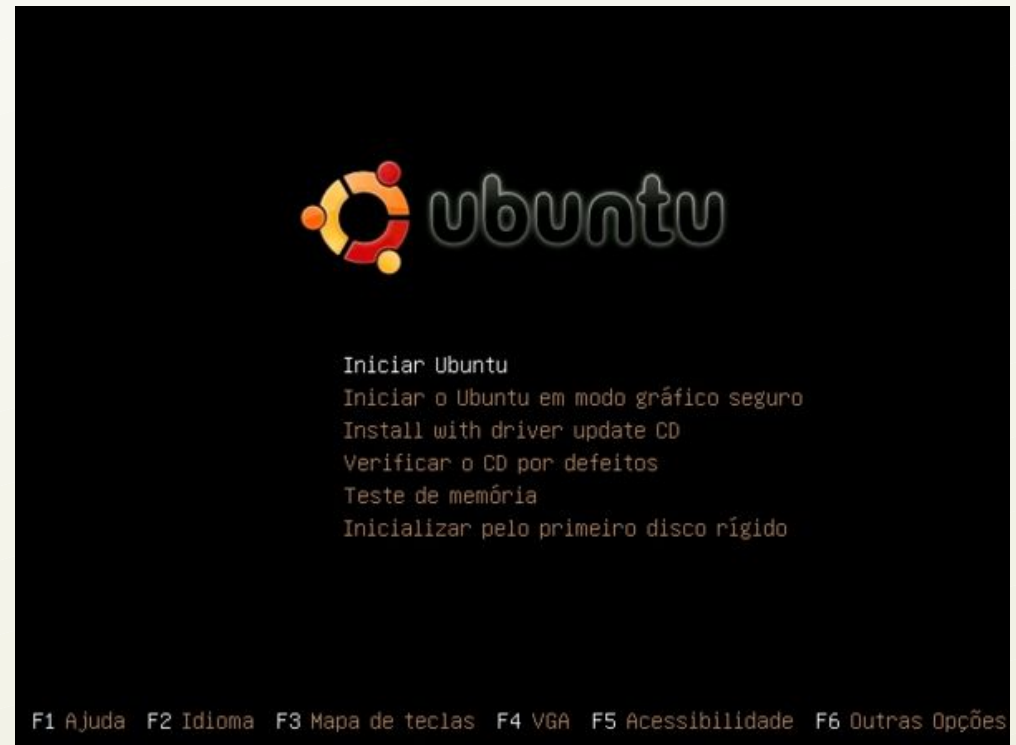 ubuntu
Iniciar Ubuntu
Iniciar o Ubuntu em modo gráfico seguro
Install with driver update CD
Verificar o CD por defeitos
Teste de memória
Inicializar pelo primeiro disco rígido
F1 Ajuda F2 Idioma F3 Mapa de teclas F4 VGA F5 Acessibilidade F6 Outras Opções